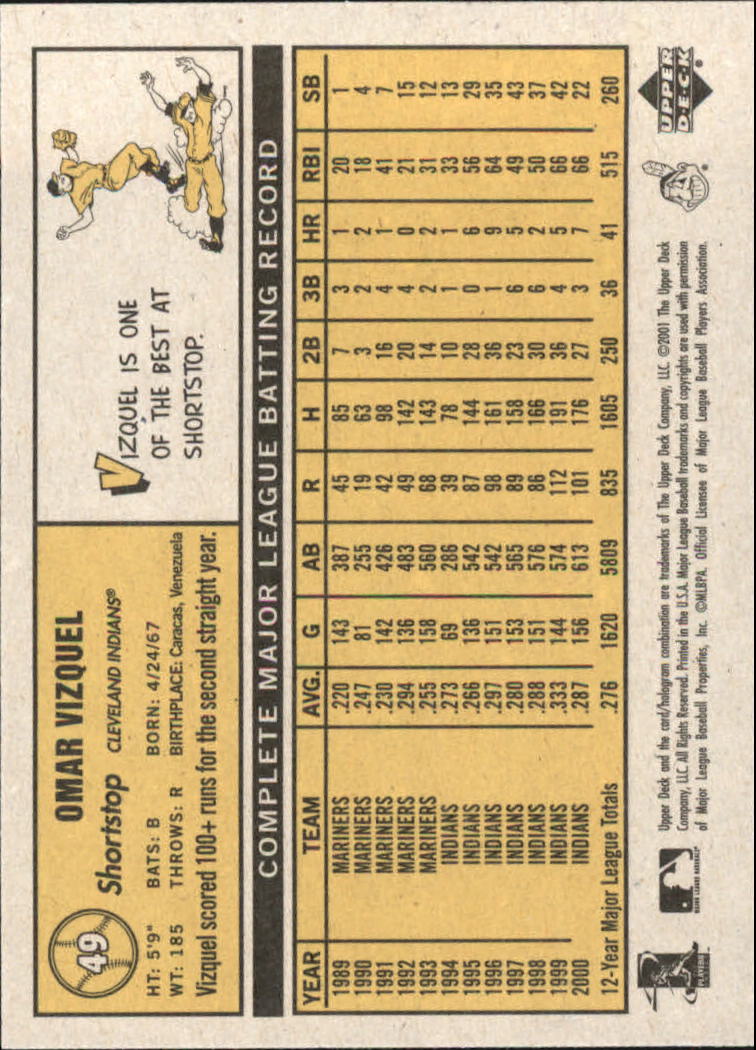 49
OMAR VIZQUEL
Shortstop CLEVELAND INDIANS®
HT: 5'9" BATS: B BORN: 4/24/67
WT: 185 THROWS: R BIRTHPLACE: Caracas, Venezuela
Vizquel scored 100+ runs for the second straight year.
VIZQUEL IS ONE
OF THE BEST AT
SHORTSTOP.
COMPLETE MAJOR LEAGUE BATTING RECORD
YEAR TEAM AVG. G AB R H 2B 3B HR RBI SB
1989 MARINERS .220 143 387 45 85 7 3 1 20 1
1990 MARINERS .247 81 255 19 63 3 2 2 18 4
1991 MARINERS .230 142 426 42 98 16 4 1 41 7
1992 MARINERS .294 136 483 49 142 20 4 0 21 15
1993 MARINERS .255 158 560 68 143 14 2 2 31 12
1994 INDIANS .273 69 286 39 78 10 1 1 33 13
1995 INDIANS .266 136 542 87 144 28 0 6 56 29
1996 INDIANS .297 151 542 98 161 36 1 9 64 35
1997 INDIANS .280 153 565 89 158 23 6 5 49 43
1998 INDIANS .288 151 576 86 166 30 6 2 50 37
1999 INDIANS .333 144 574 112 191 36 4 5 66 42
2000 INDIANS .287 156 613 101 176 27 3 7 66 22
12-Year Major League Totals .276 1620 5809 835 1605 250 36 41 515 260
PLAYERS
MAJOR LEAGUE BASEBALL®
Upper Deck and the card/hologram combination are trademarks of The Upper Deck Company, LLC. ©2001 The Upper Deck
Company, LLC. All Rights Reserved. Printed in the U.S.A. Major League Baseball trademarks and copyrights are used with permission
of Major League Baseball Properties, Inc. ©MLBPA. Official Licensee of Major League Baseball Players Association.
UPPER
DECK®